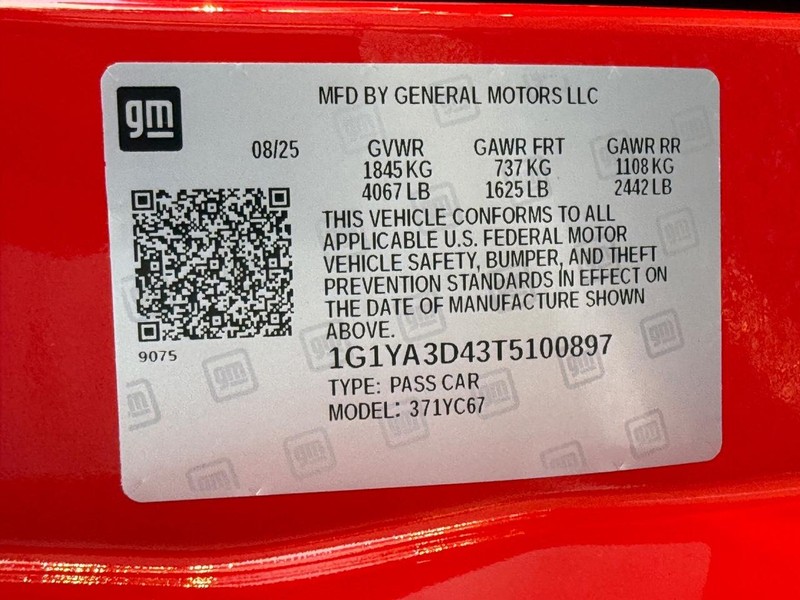 gm
MFD BY GENERAL MOTORS LLC
08/25 GVWR GAWR FRT GAWR RR
1845 KG 737 KG 1108 KG
4067 LB 1625 LB 2442 LB
THIS VEHICLE CONFORMS TO ALL
APPLICABLE U.S. FEDERAL MOTOR
VEHICLE SAFETY, BUMPER, AND THEFT
PREVENTION STANDARDS IN EFFECT ON
THE DATE OF MANUFACTURE SHOWN
ABOVE.
9075
1G1YA3D43T5100897
TYPE: PASS CAR
MODEL: 371YC67